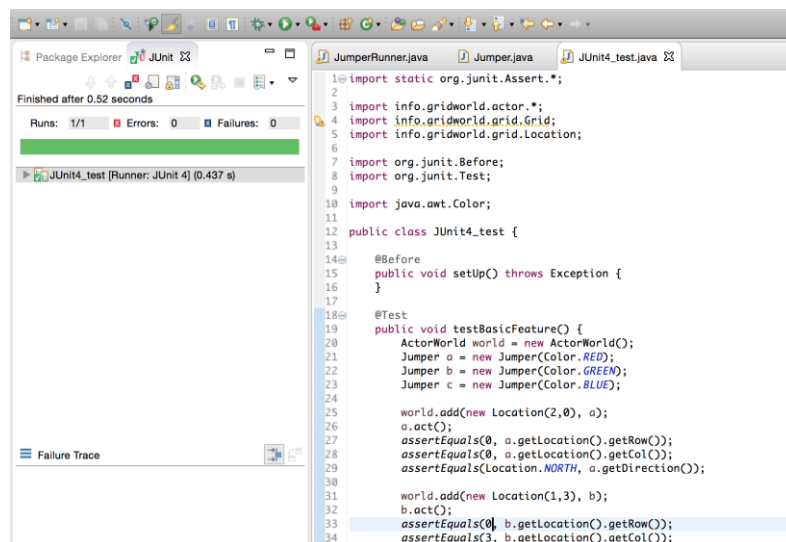 Package Explorer
JUnit
Finished after 0.52 seconds
Runs: 1/1
Errors: 0
Failures: 0
JUnit4_test [Runner: JUnit 4] (0.437 s)
Failure Trace
JumperRunner.java
Jumper.java
JUnit4_test.java
1 import static org.junit.Assert.*;
2
3 import info.gridworld.actor.*;
4 import info.gridworld.grid.Grid;
5 import info.gridworld.grid.Location;
6
7 import org.junit.Before;
8 import org.junit.Test;
9
10 import java.awt.Color;
11
12 public class JUnit4_test {
13
14 @Before
15 public void setUp() throws Exception {
16 }
17
18 @Test
19 public void testBasicFeature() {
20 ActorWorld world = new ActorWorld();
21 Jumper a = new Jumper(Color.RED);
22 Jumper b = new Jumper(Color.GREEN);
23 Jumper c = new Jumper(Color.BLUE);
24
25 world.add(new Location(2,0), a);
26 a.act();
27 assertEquals(0, a.getLocation().getRow());
28 assertEquals(0, a.getLocation().getCol());
29 assertEquals(Location.NORTH, a.getDirection());
30
31 world.add(new Location(1,3), b);
32 b.act();
33 assertEquals(0, b.getLocation().getRow());
34 assertEquals(3, b.getLocation().getCol());